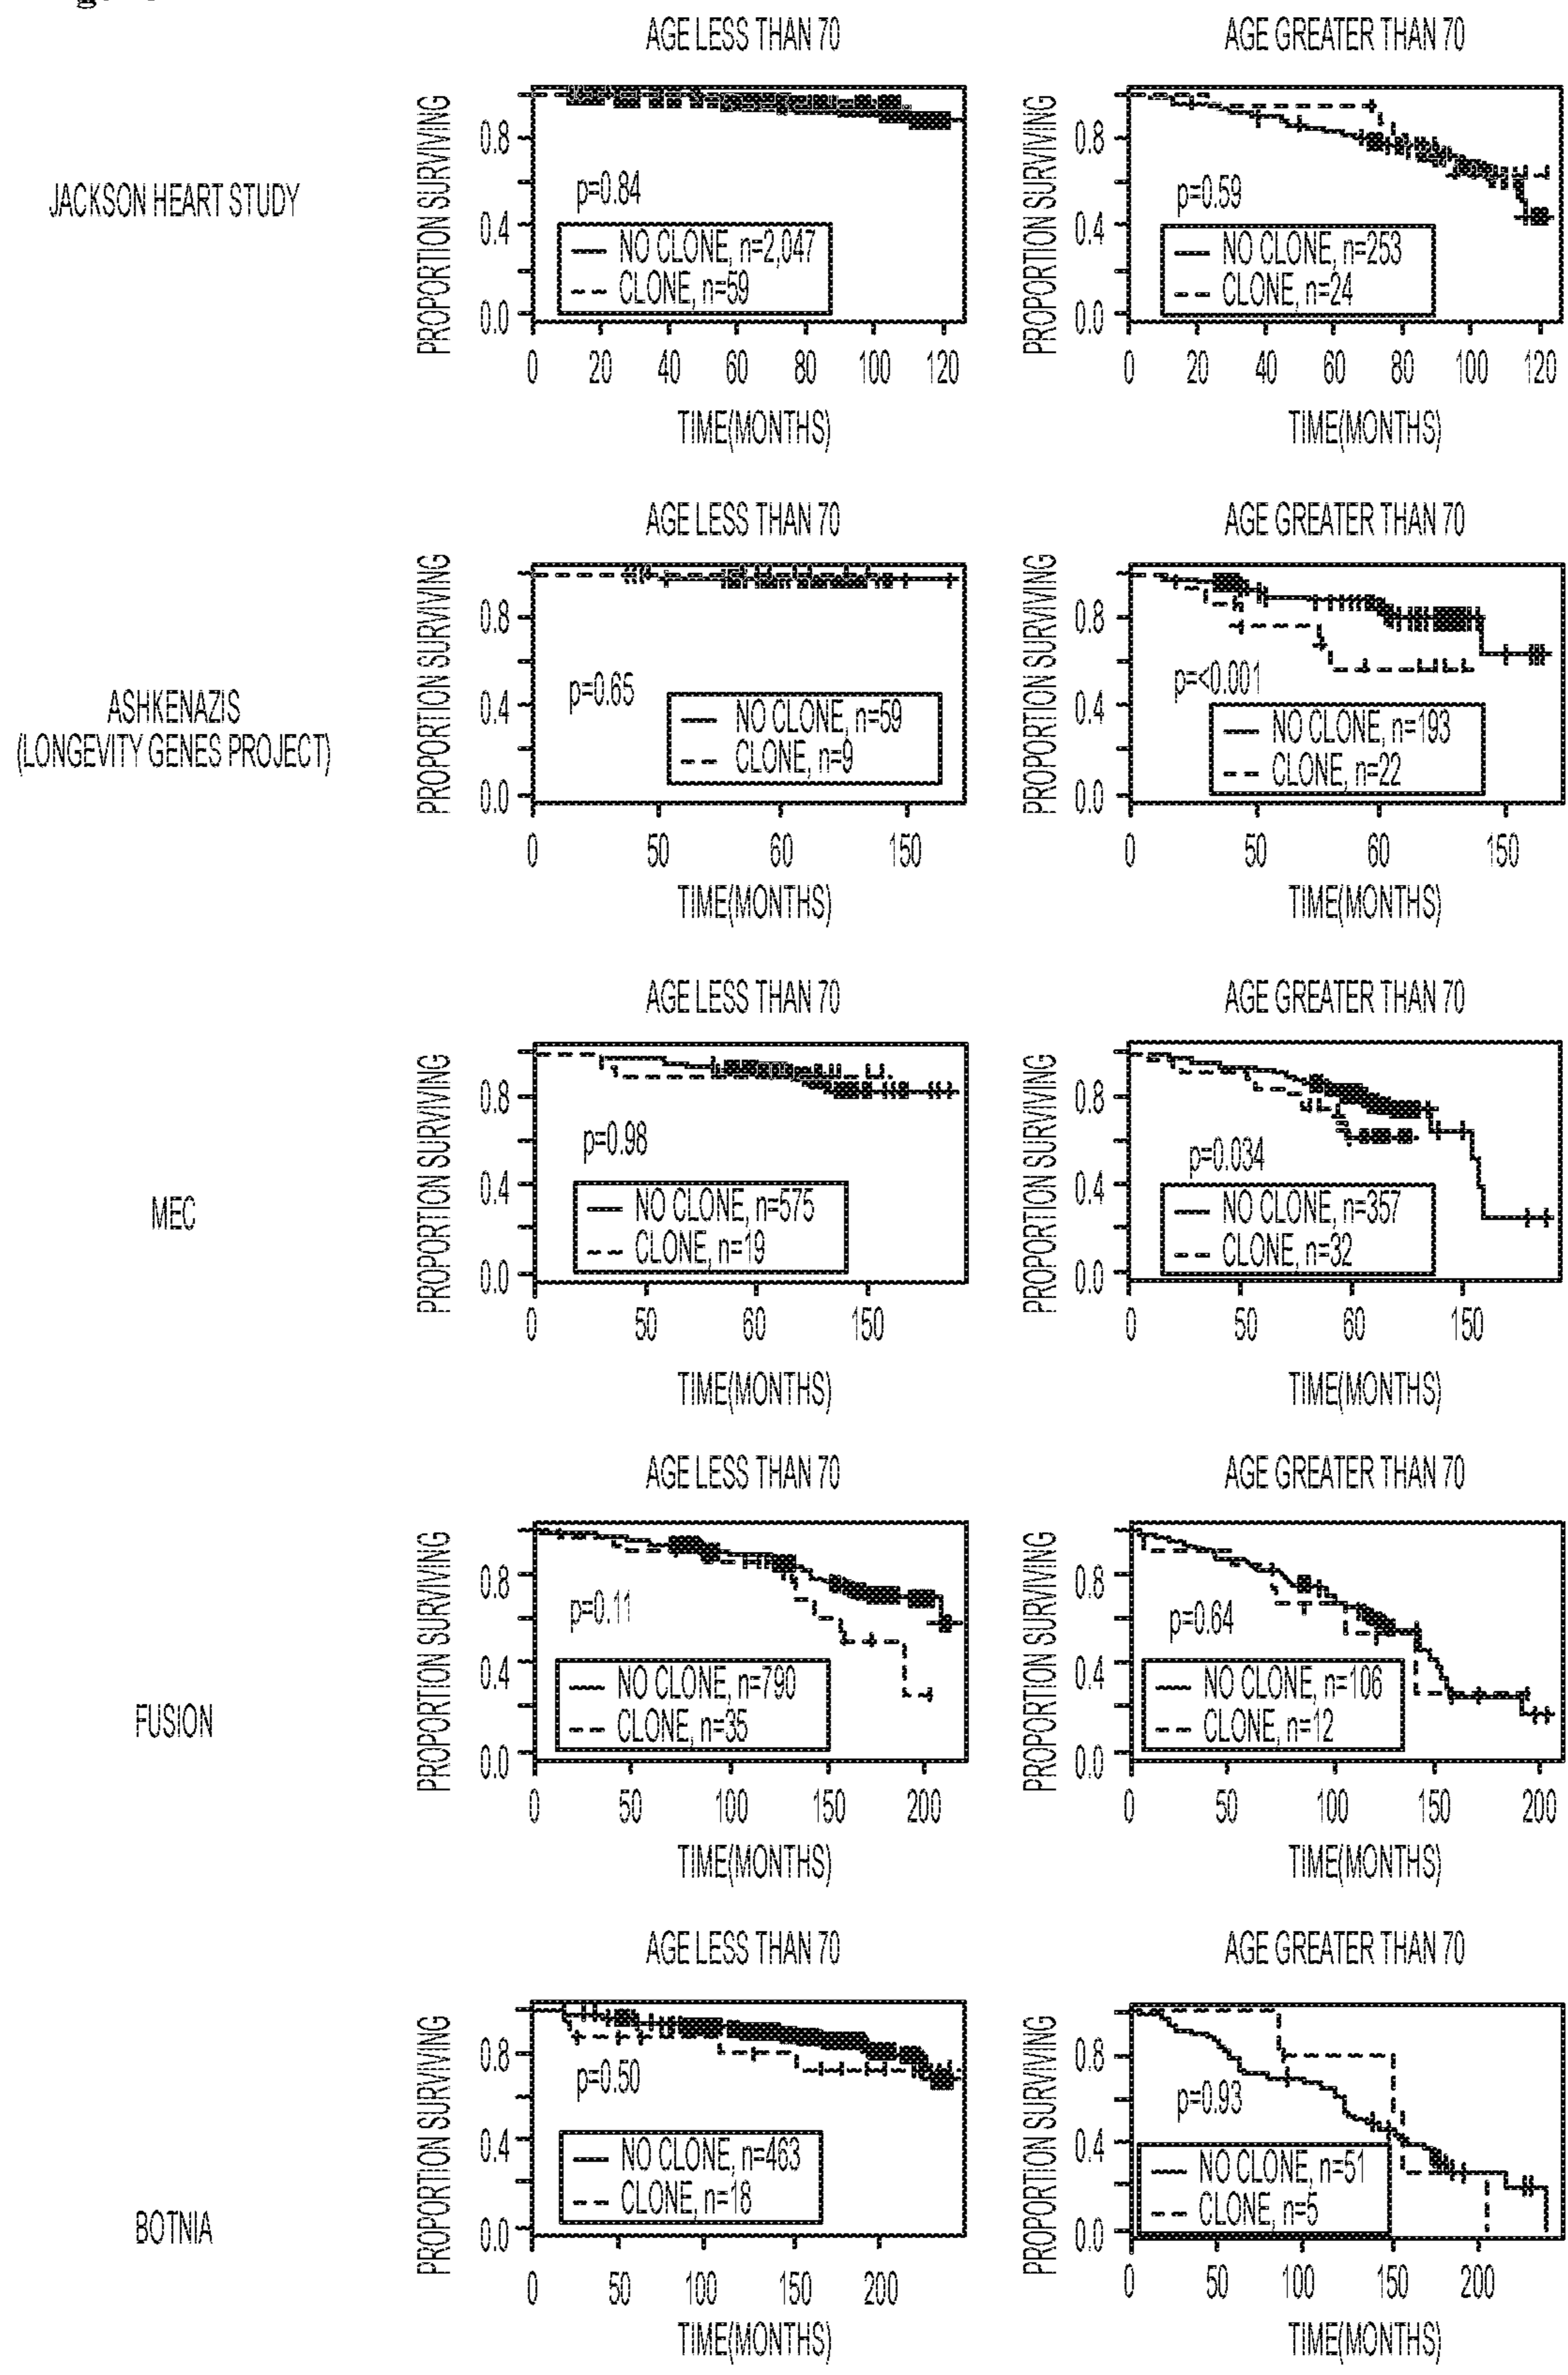 AGE LESS THAN 70
AGE GREATER THAN 70
JACKSON HEART STUDY
PROPORTION SURVIVING
0.8
0.4
0.0
p=0.84
NO CLONE, n=2,047
CLONE, n=59
0 20 40 60 80 100 120
TIME(MONTHS)
PROPORTION SURVIVING
0.8
0.4
0.0
p=0.59
NO CLONE, n=253
CLONE, n=24
0 20 40 60 80 100 120
TIME(MONTHS)
AGE LESS THAN 70
AGE GREATER THAN 70
ASHKENAZIS
(LONGEVITY GENES PROJECT)
PROPORTION SURVIVING
0.8
0.4
0.0
p=0.65
NO CLONE, n=59
CLONE, n=9
0 50 60 150
TIME(MONTHS)
PROPORTION SURVIVING
0.8
0.4
0.0
p=<0.001
NO CLONE, n=193
CLONE, n=22
0 50 60 150
TIME(MONTHS)
AGE LESS THAN 70
AGE GREATER THAN 70
MEC
PROPORTION SURVIVING
0.8
0.4
0.0
p=0.98
NO CLONE, n=575
CLONE, n=19
0 50 60 150
TIME(MONTHS)
PROPORTION SURVIVING
0.8
0.4
0.0
p=0.034
NO CLONE, n=357
CLONE, n=32
0 50 60 150
TIME(MONTHS)
AGE LESS THAN 70
AGE GREATER THAN 70
FUSION
PROPORTION SURVIVING
0.8
0.4
0.0
p=0.11
NO CLONE, n=790
CLONE, n=35
0 50 100 150 200
TIME(MONTHS)
PROPORTION SURVIVING
0.8
0.4
0.0
p=0.64
NO CLONE, n=106
CLONE, n=12
0 50 100 150 200
TIME(MONTHS)
AGE LESS THAN 70
AGE GREATER THAN 70
BOTNIA
PROPORTION SURVIVING
0.8
0.4
0.0
p=0.50
NO CLONE, n=463
CLONE, n=18
0 50 100 150 200
TIME(MONTHS)
PROPORTION SURVIVING
0.8
0.4
0.0
p=0.93
NO CLONE, n=51
CLONE, n=5
0 50 100 150 200
TIME(MONTHS)